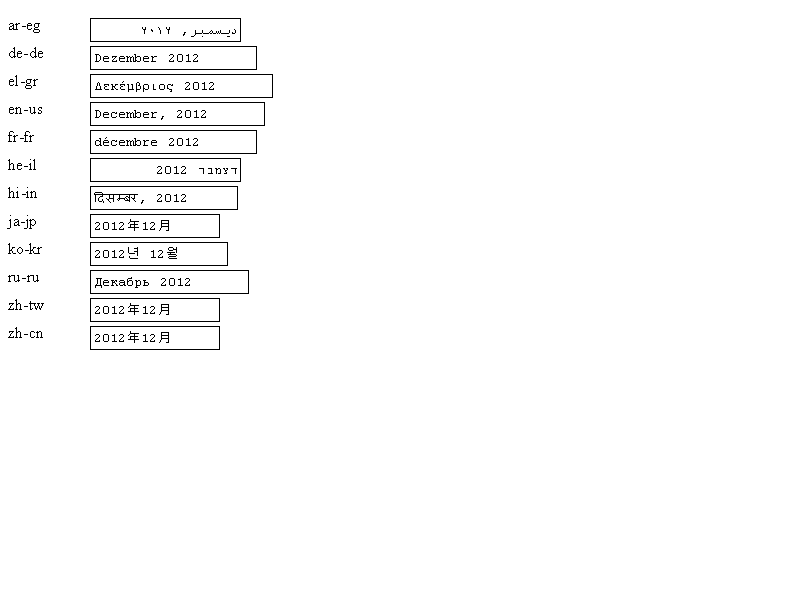 ar-eg ديسمبر, ٢٠١٢
de-de Dezember 2012
el-gr Δεκέμβριος 2012
en-us December, 2012
fr-fr décembre 2012
he-il דצמבר 2012
hi-in दिसम्बर, 2012
ja-jp 2012年12月
ko-kr 2012년 12월
ru-ru Декабрь 2012
zh-tw 2012年12月
zh-cn 2012年12月